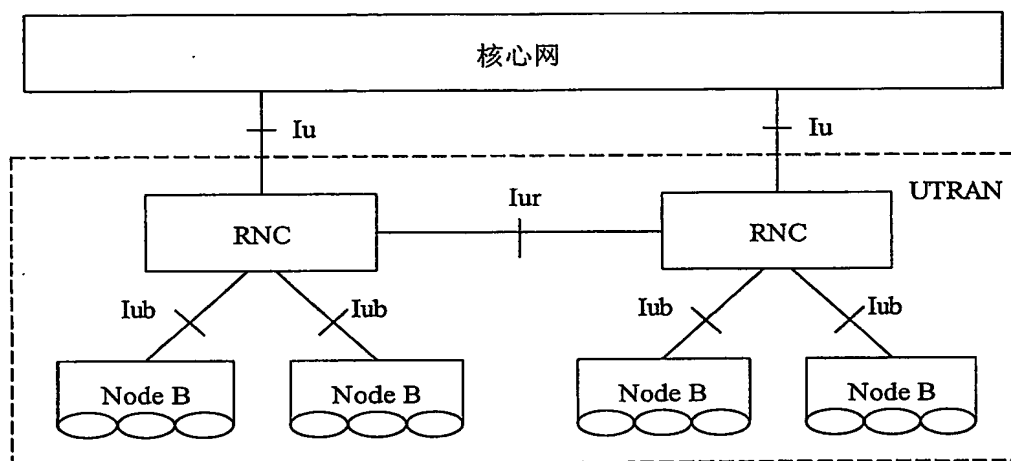 核心网
Iu
Iu
UTRAN
Iur
RNC
RNC
Iub
Iub
Iub
Iub
Node B
Node B
Node B
Node B